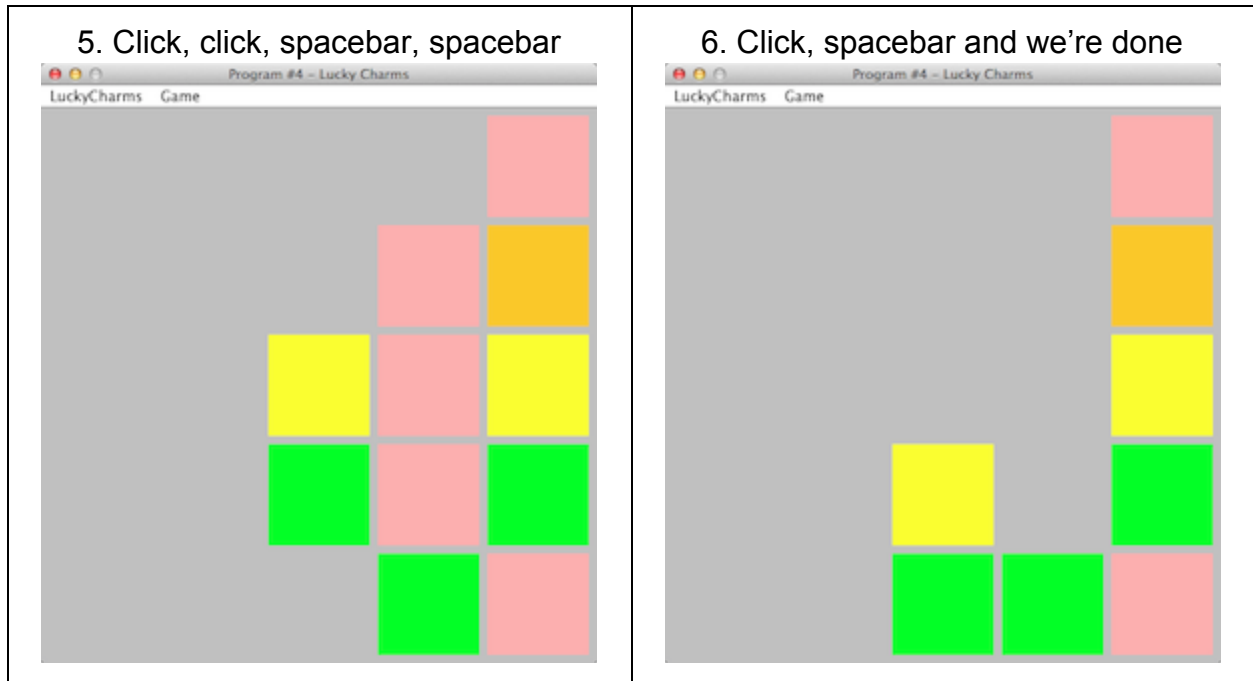 5. Click, click, spacebar, spacebar
Program #4 – Lucky Charms
LuckyCharms Game
6. Click, spacebar and we’re done
Program #4 – Lucky Charms
LuckyCharms Game